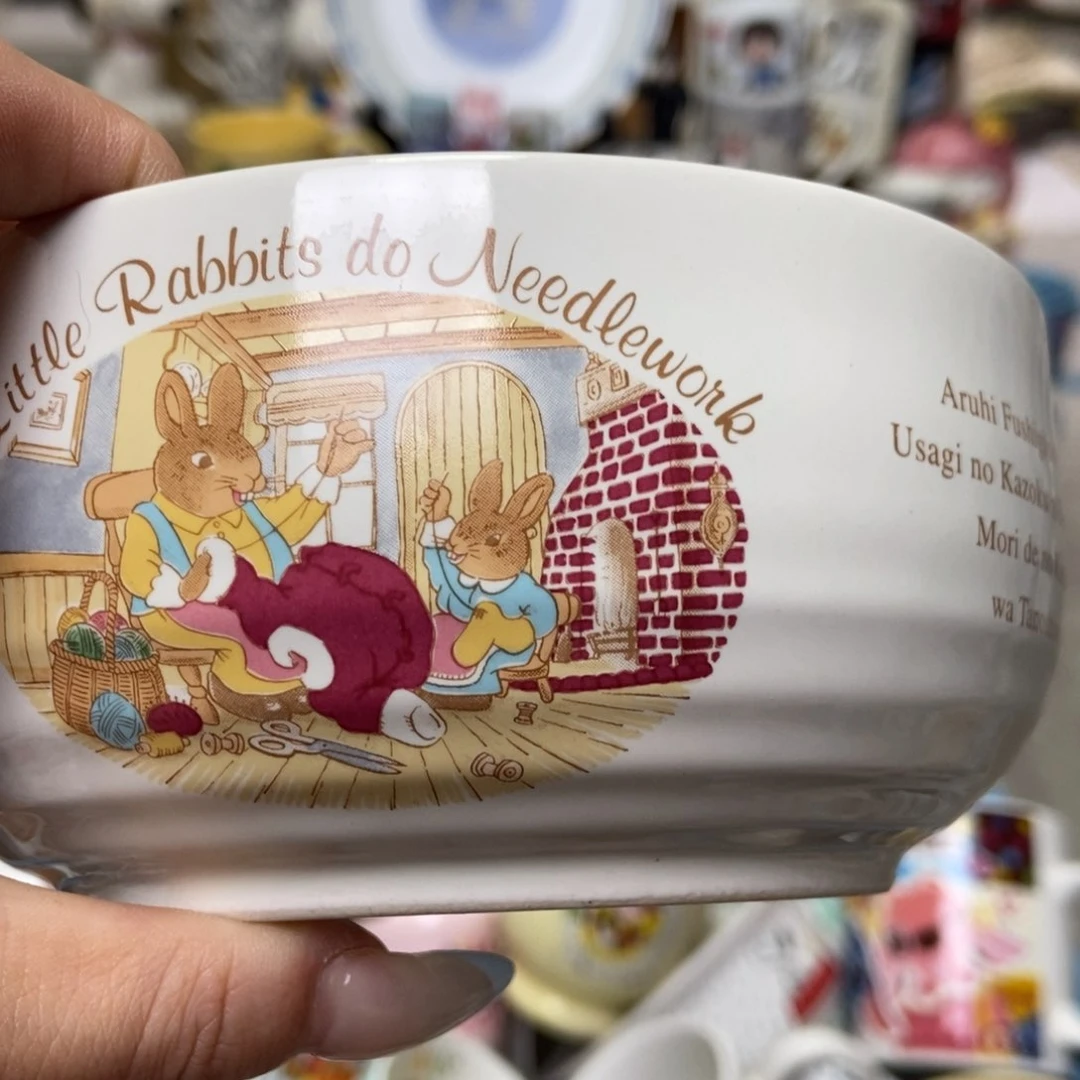 Little Rabbits do Needlework
Aruhi
Usagi no
Mori de
wa